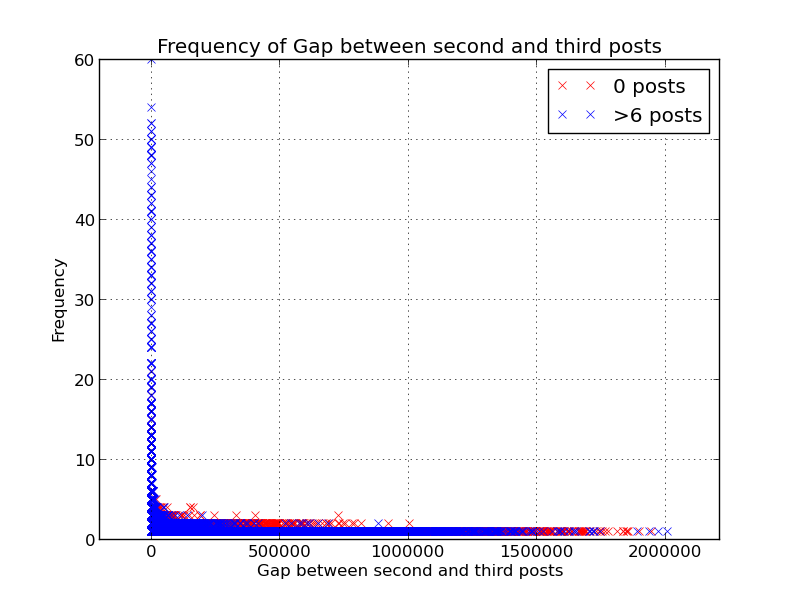 Frequency of Gap between second and third posts
0 posts
>6 posts
60
50
40
30
20
10
0
Frequency
0 500000 1000000 1500000 2000000
Gap between second and third posts